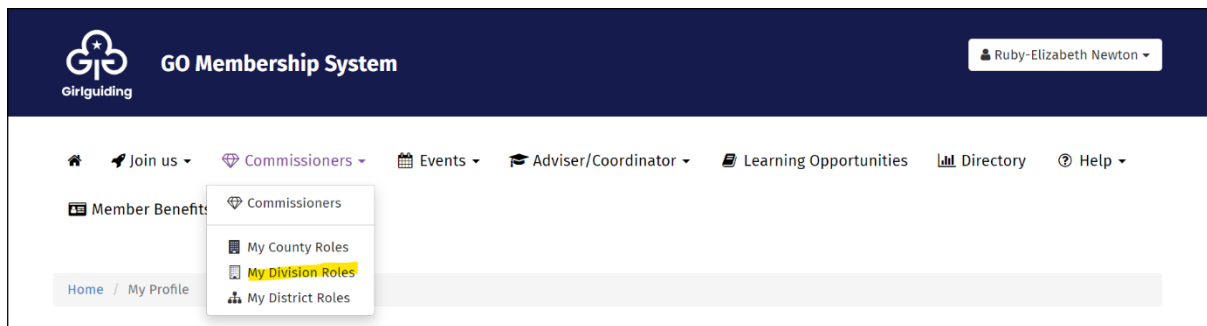 GO Membership System
Girlguiding
Ruby-Elizabeth Newton
Join us
Commissioners
Events
Adviser/Coordinator
Learning Opportunities
Directory
Help
Member Benefits
Commissioners
My County Roles
My Division Roles
My District Roles
Home / My Profile